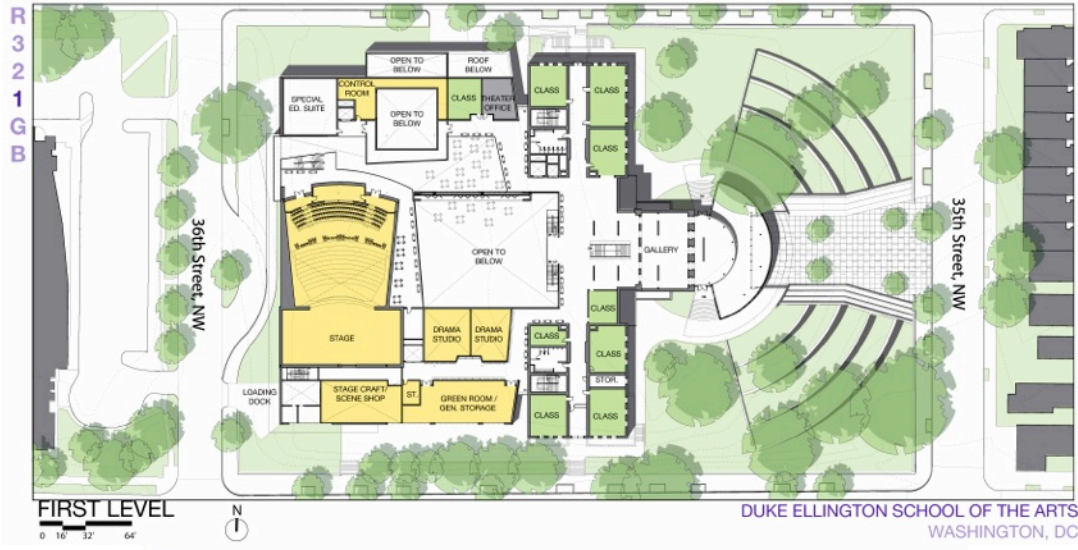 R
3
2
1
G
B
OPEN TO
BELOW
ROOF
BELOW
SPECIAL
ED. SUITE
CONTROL
ROOM
OPEN TO
BELOW
CLASS
THEATER
OFFICE
CLASS
CLASS
CLASS
36th Street, NW
35th Street, NW
OPEN TO
BELOW
GALLERY
CLASS
STAGE
DRAMA
STUDIO
DRAMA
STUDIO
CLASS
CLASS
STOR.
LOADING
DOCK
STAGE CRAFT/
SCENE SHOP
ST.
GREEN ROOM /
GEN. STORAGE
CLASS
CLASS
FIRST LEVEL
0 16' 32' 64'
N
DUKE ELLINGTON SCHOOL OF THE ARTS
WASHINGTON, DC